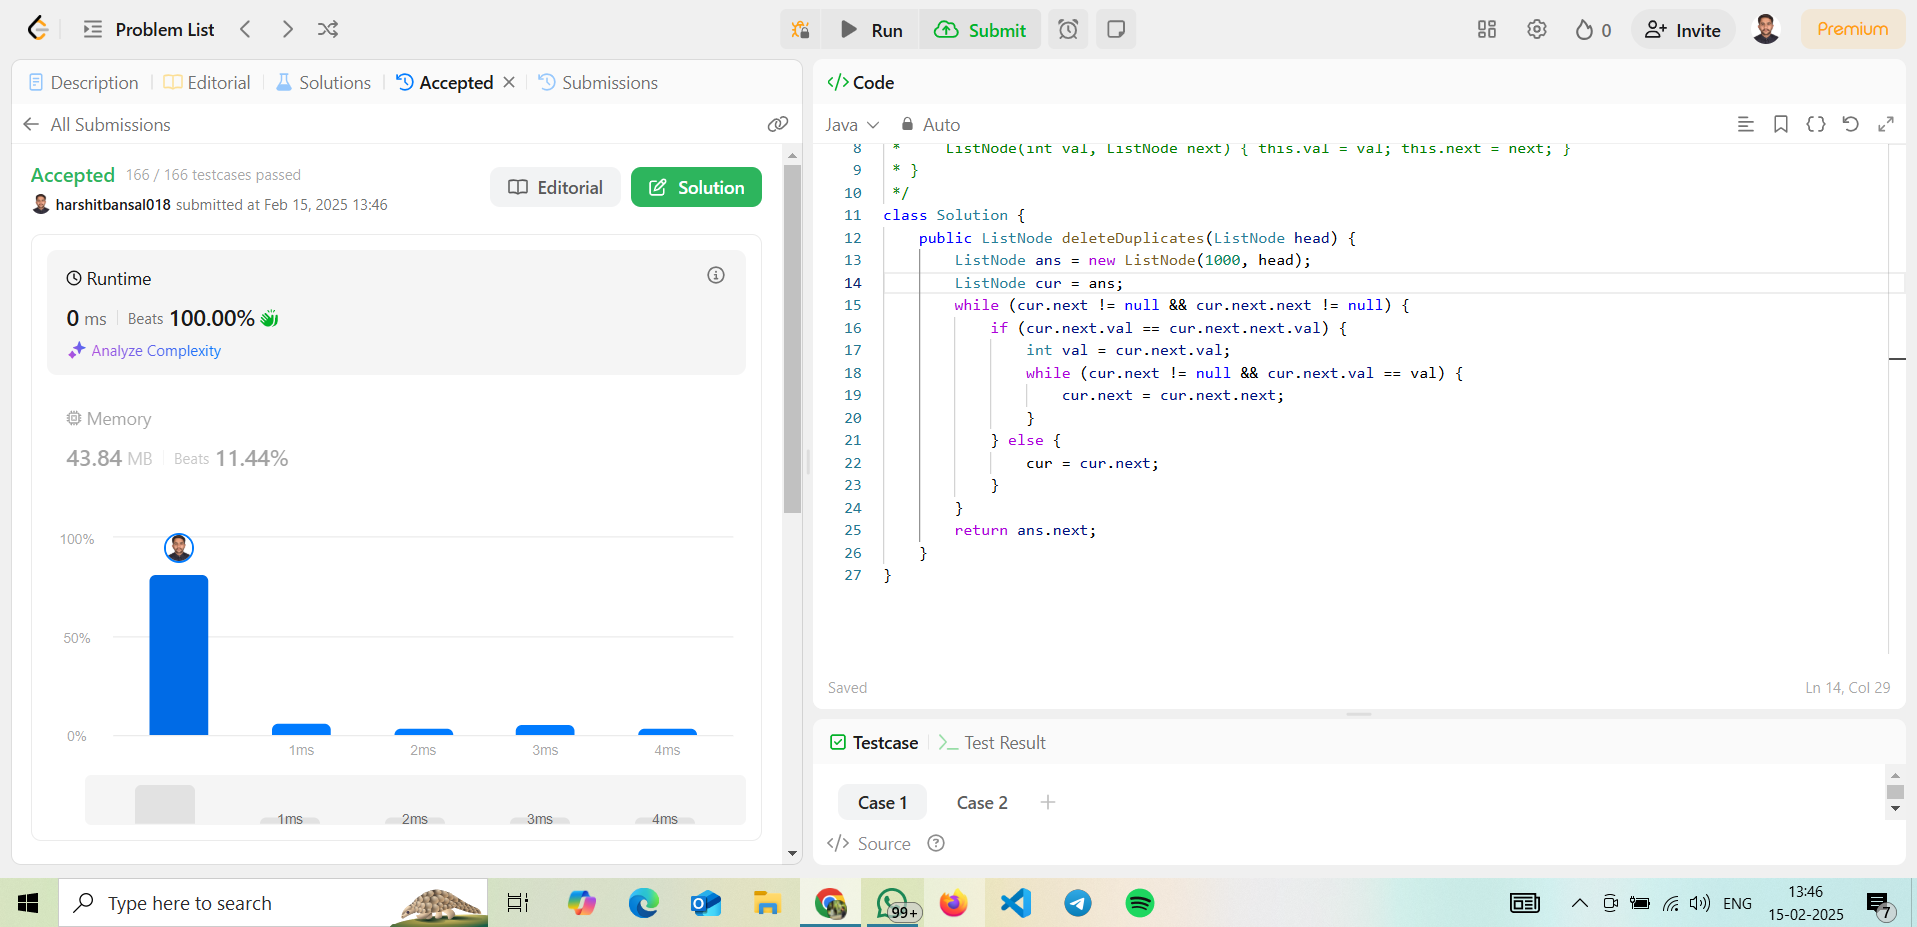 Problem List
Run
Submit
0
Invite
Premium
Description
Editorial
Solutions
Accepted
Submissions
All Submissions
Accepted 166 / 166 testcases passed
harshitbansal018 submitted at Feb 15, 2025 13:46
Editorial
Solution
Runtime
0 ms Beats 100.00%
Analyze Complexity
Memory
43.84 MB Beats 11.44%
100%
50%
0%
1ms 2ms 3ms 4ms
1ms 2ms 3ms 4ms
</> Code
Java Auto
8 * ListNode(int val, ListNode next) { this.val = val; this.next = next; }
9 * }
10 */
11 class Solution {
12 public ListNode deleteDuplicates(ListNode head) {
13 ListNode ans = new ListNode(1000, head);
14 ListNode cur = ans;
15 while (cur.next != null && cur.next.next != null) {
16 if (cur.next.val == cur.next.next.val) {
17 int val = cur.next.val;
18 while (cur.next != null && cur.next.val == val) {
19 cur.next = cur.next.next;
20 }
21 } else {
22 cur = cur.next;
23 }
24 }
25 return ans.next;
26 }
27 }
Saved
Ln 14, Col 29
Testcase
Test Result
Case 1
Case 2
+
</> Source
Type here to search
99+
ENG
13:46
15-02-2025
7